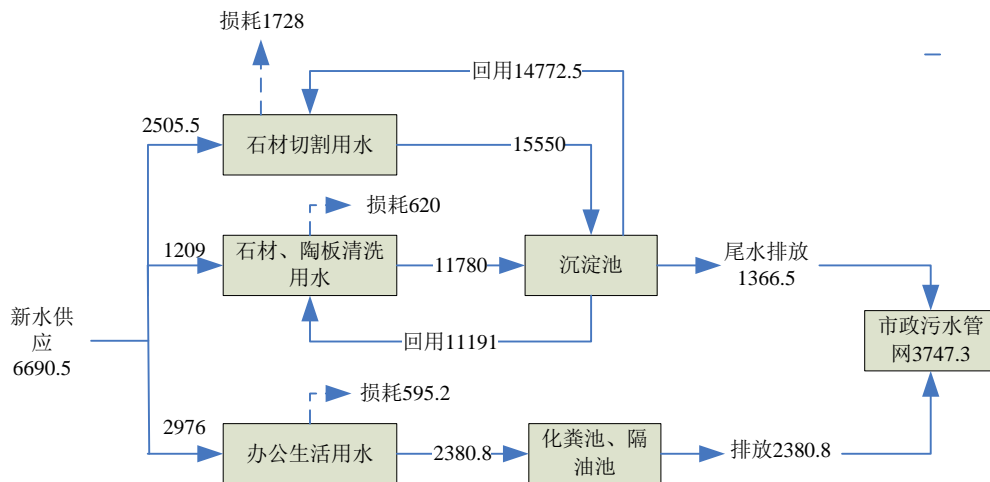 损耗1728
回用14772.5
2505.5
石材切割用水
15550
损耗620
1209
石材、陶板清洗
用水
11780
沉淀池
尾水排放
1366.5
新水供
应
6690.5
回用11191
市政污水管
网3747.3
损耗595.2
2976
办公生活用水
2380.8
化粪池、隔
油池
排放2380.8